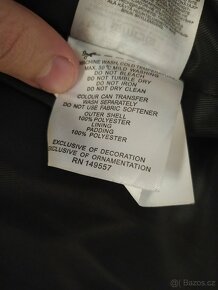 MACHINE WASH, COLD
MAX. 30°C MILD WASHING
DO NOT BLEACH
DO NOT TUMBLE DRY
DO NOT IRON
DO NOT DRY CLEAN
COLOUR CAN TRANSFER
WASH SEPARATELY
DO NOT USE FABRIC SOFTENER
OUTER SHELL
100% POLYESTER
LINING
100% POLYESTER
PADDING
100% POLYESTER
EXCLUSIVE OF DECORATION
EXCLUSIVE OF ORNAMENTATION
RN 149557
Bazos.cz